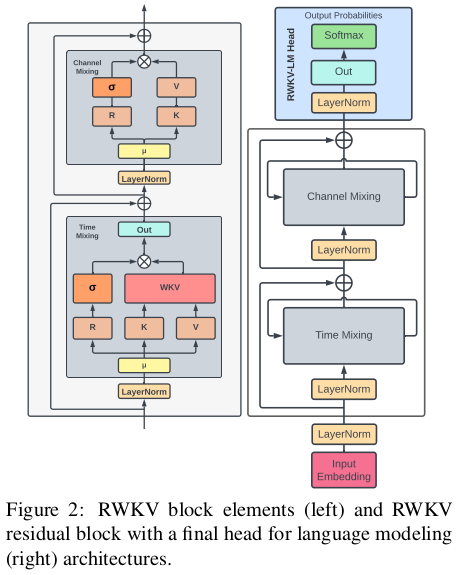 Channel
Mixing
σ
V
R
K
μ
LayerNorm
Time
Mixing
Out
σ
WKV
R
K
V
μ
LayerNorm
Output Probabilities
RWKV-LM Head
Softmax
Out
LayerNorm
Channel Mixing
LayerNorm
Time Mixing
LayerNorm
LayerNorm
Input
Embedding
Figure 2: RWKV block elements (left) and RWKV
residual block with a final head for language modeling
(right) architectures.